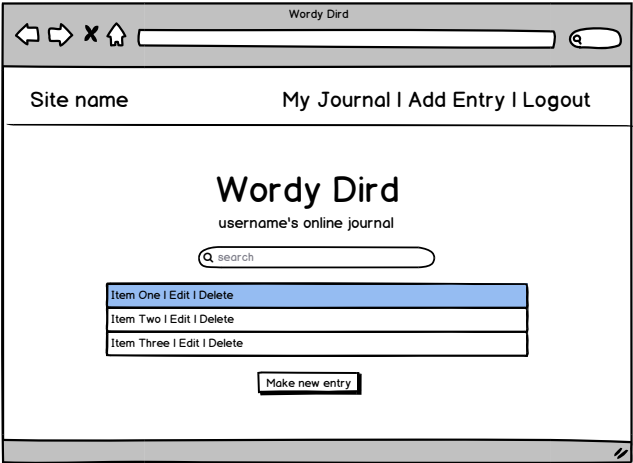 Wordy Dird
Site name
My Journal | Add Entry | Logout
Wordy Dird
username's online journal
search
Item One | Edit | Delete
Item Two | Edit | Delete
Item Three | Edit | Delete
Make new entry